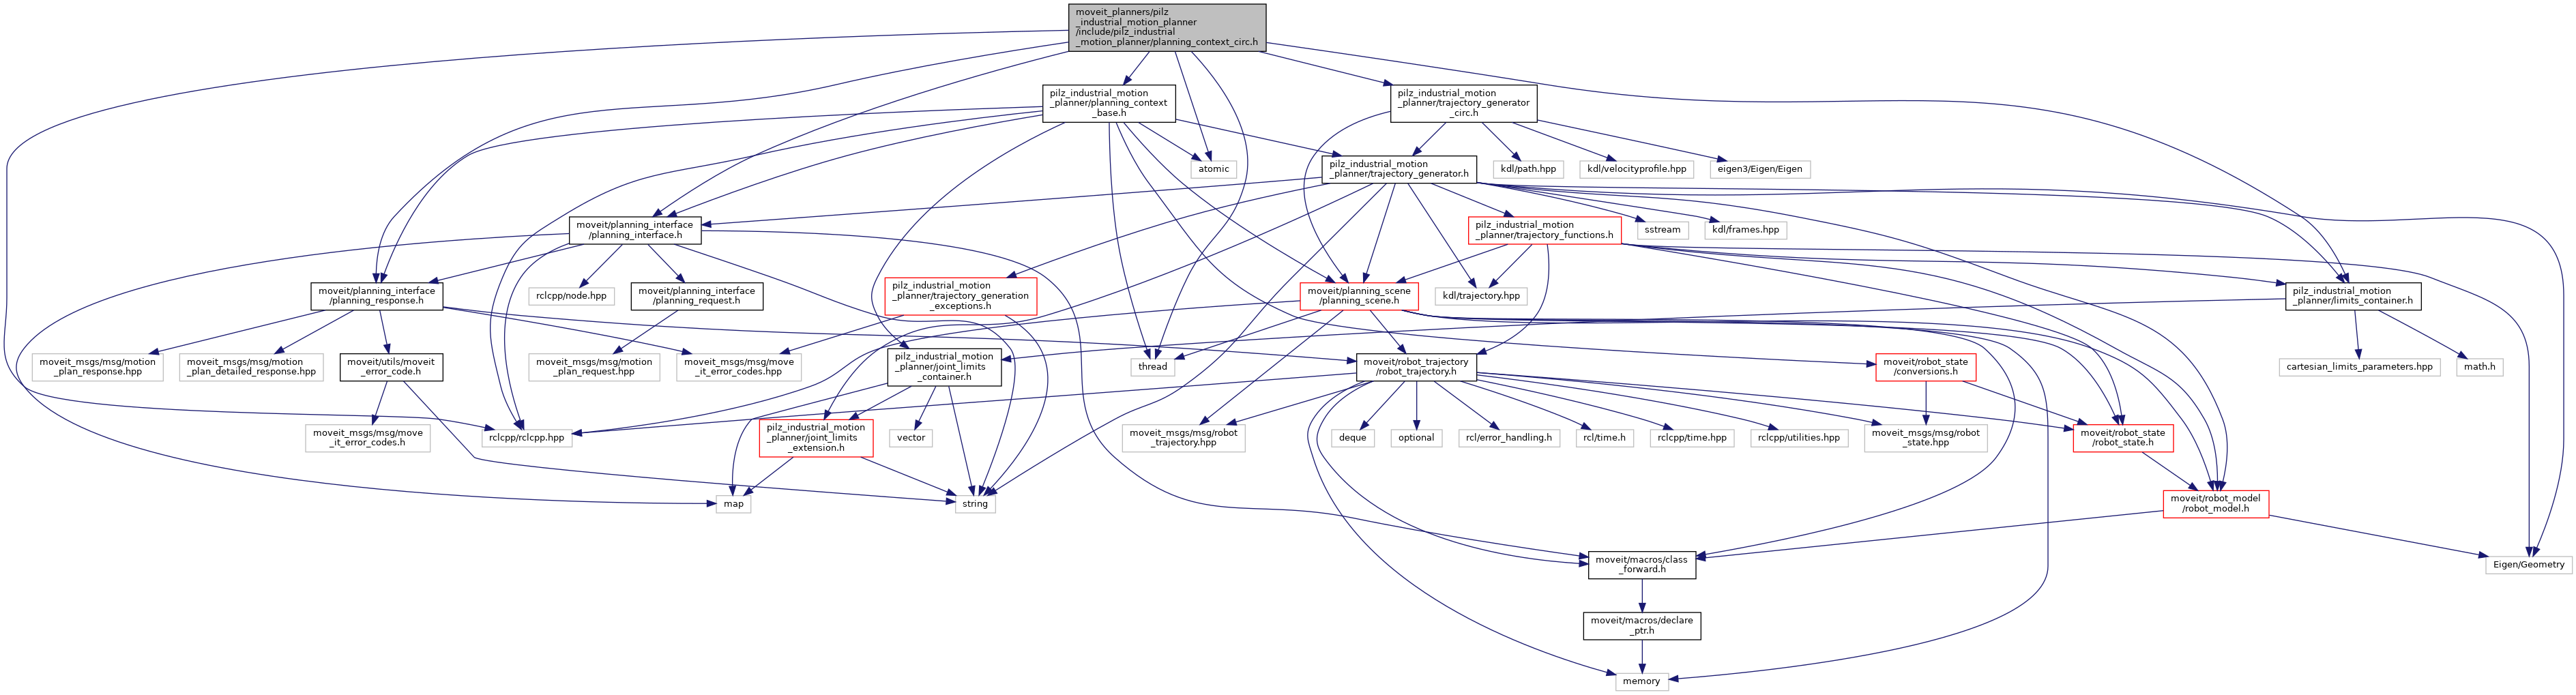 moveit_planners/pilz
_industrial_motion_planner
/include/pilz_industrial
_motion_planner/planning_context_circ.h
pilz_industrial_motion
_planner/planning_context
_base.h
pilz_industrial_motion
_planner/trajectory_generator
_circ.h
atomic
pilz_industrial_motion
_planner/trajectory_generator.h
kdl/path.hpp
kdl/velocityprofile.hpp
eigen3/Eigen/Eigen
moveit/planning_interface
/planning_interface.h
pilz_industrial_motion
_planner/trajectory_functions.h
sstream
kdl/frames.hpp
moveit/planning_interface
/planning_response.h
rclcpp/node.hpp
moveit/planning_interface
/planning_request.h
pilz_industrial_motion
_planner/trajectory_generation
_exceptions.h
moveit/planning_scene
/planning_scene.h
kdl/trajectory.hpp
pilz_industrial_motion
_planner/limits_container.h
moveit_msgs/msg/motion
_plan_response.hpp
moveit_msgs/msg/motion
_plan_detailed_response.hpp
moveit/utils/moveit
_error_code.h
moveit_msgs/msg/motion
_plan_request.hpp
moveit_msgs/msg/move
_it_error_codes.hpp
pilz_industrial_motion
_planner/joint_limits
_container.h
thread
moveit/robot_trajectory
/robot_trajectory.h
moveit/robot_state
/conversions.h
cartesian_limits_parameters.hpp
math.h
moveit_msgs/msg/move
_it_error_codes.h
rclcpp/rclcpp.hpp
pilz_industrial_motion
_planner/joint_limits
_extension.h
vector
moveit_msgs/msg/robot
_trajectory.hpp
deque
optional
rcl/error_handling.h
rcl/time.h
rclcpp/time.hpp
rclcpp/utilities.hpp
moveit_msgs/msg/robot
_state.hpp
moveit/robot_state
/robot_state.h
map
string
moveit/robot_model
/robot_model.h
moveit/macros/class
_forward.h
Eigen/Geometry
moveit/macros/declare
_ptr.h
memory